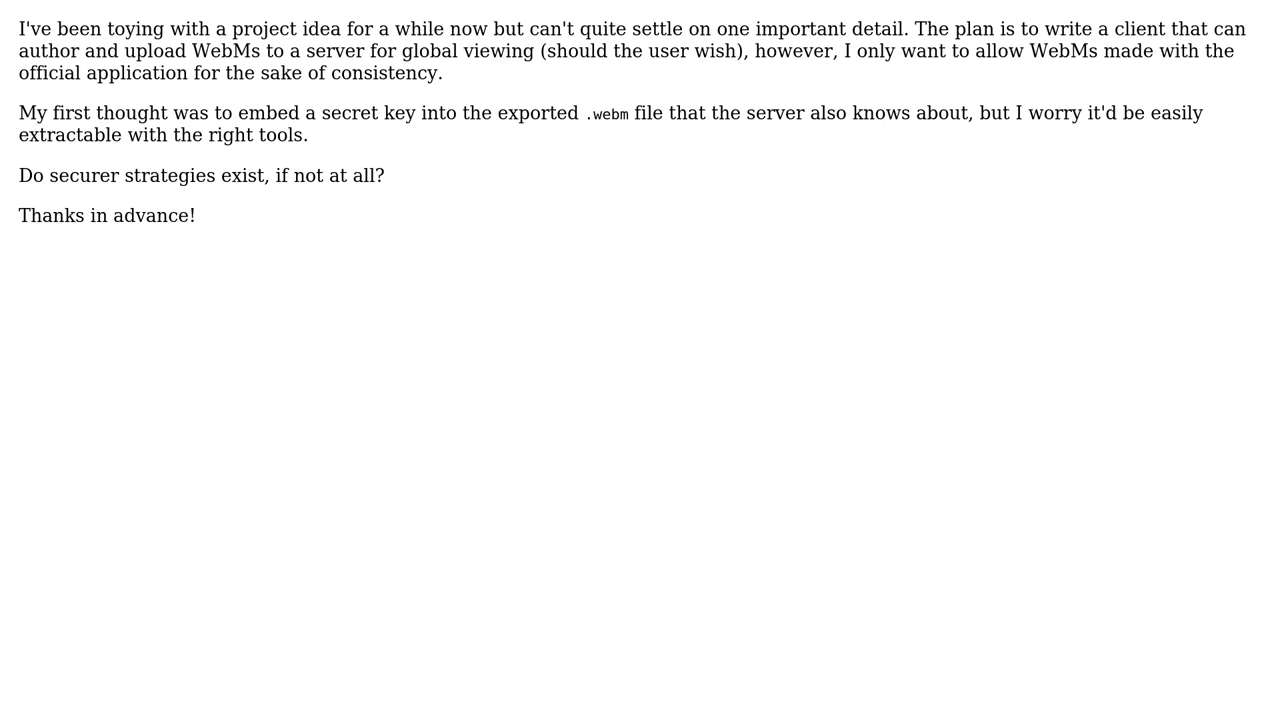 I've been toying with a project idea for a while now but can't quite settle on one important detail. The plan is to write a client that can
author and upload WebMs to a server for global viewing (should the user wish), however, I only want to allow WebMs made with the
official application for the sake of consistency.
My first thought was to embed a secret key into the exported .webm file that the server also knows about, but I worry it'd be easily
extractable with the right tools.
Do securer strategies exist, if not at all?
Thanks in advance!